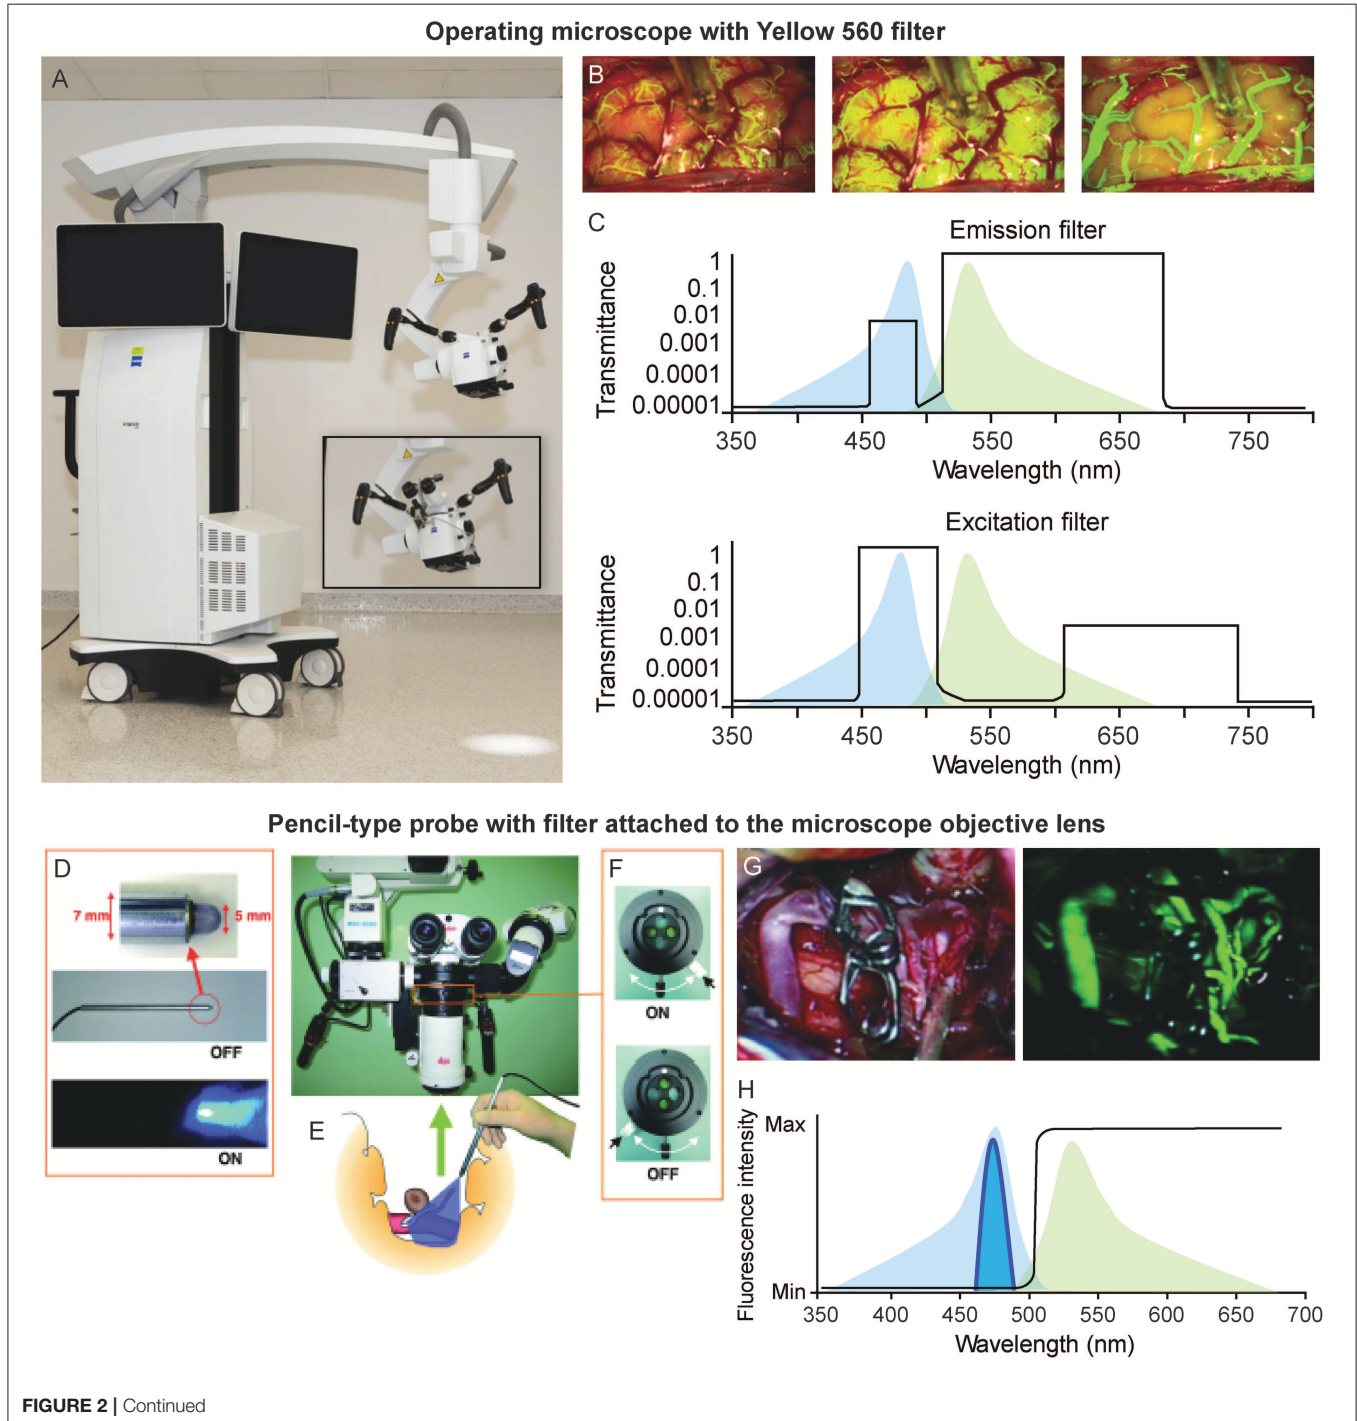 Operating microscope with Yellow 560 filter
A
B
C
Emission filter
Transmittance
1
0.1
0.01
0.001
0.0001
0.00001
350 450 550 650 750
Wavelength (nm)
Excitation filter
Transmittance
1
0.1
0.01
0.001
0.0001
0.00001
350 450 550 650 750
Wavelength (nm)
Pencil-type probe with filter attached to the microscope objective lens
D
7 mm
5 mm
OFF
ON
E
F
ON
OFF
G
H
Fluorescence intensity
Max
Min
350 400 450 500 550 600 650 700
Wavelength (nm)
FIGURE 2 | Continued